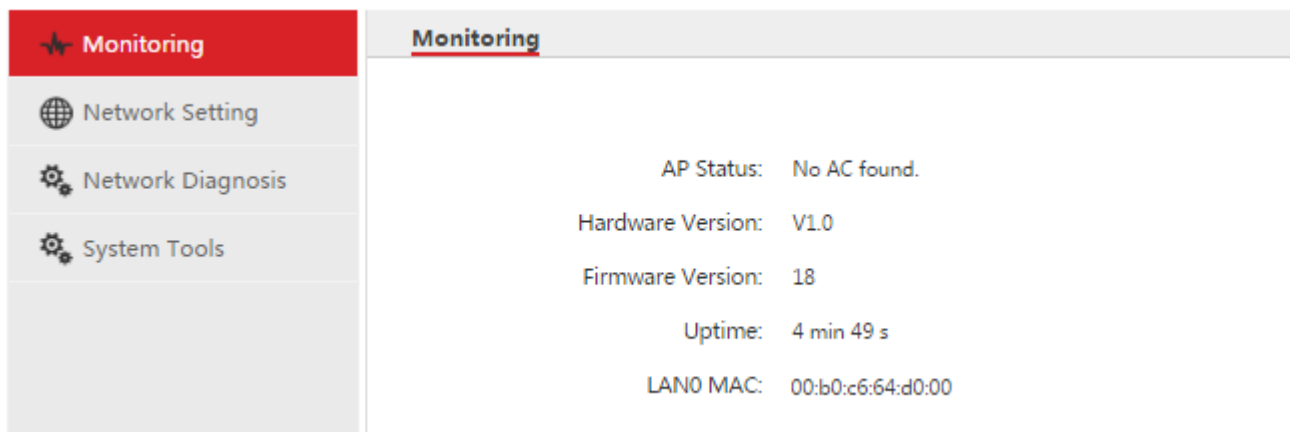 Monitoring
Network Setting
Network Diagnosis
System Tools
Monitoring
AP Status: No AC found.
Hardware Version: V1.0
Firmware Version: 18
Uptime: 4 min 49 s
LAN0 MAC: 00:b0:c6:64:d0:00